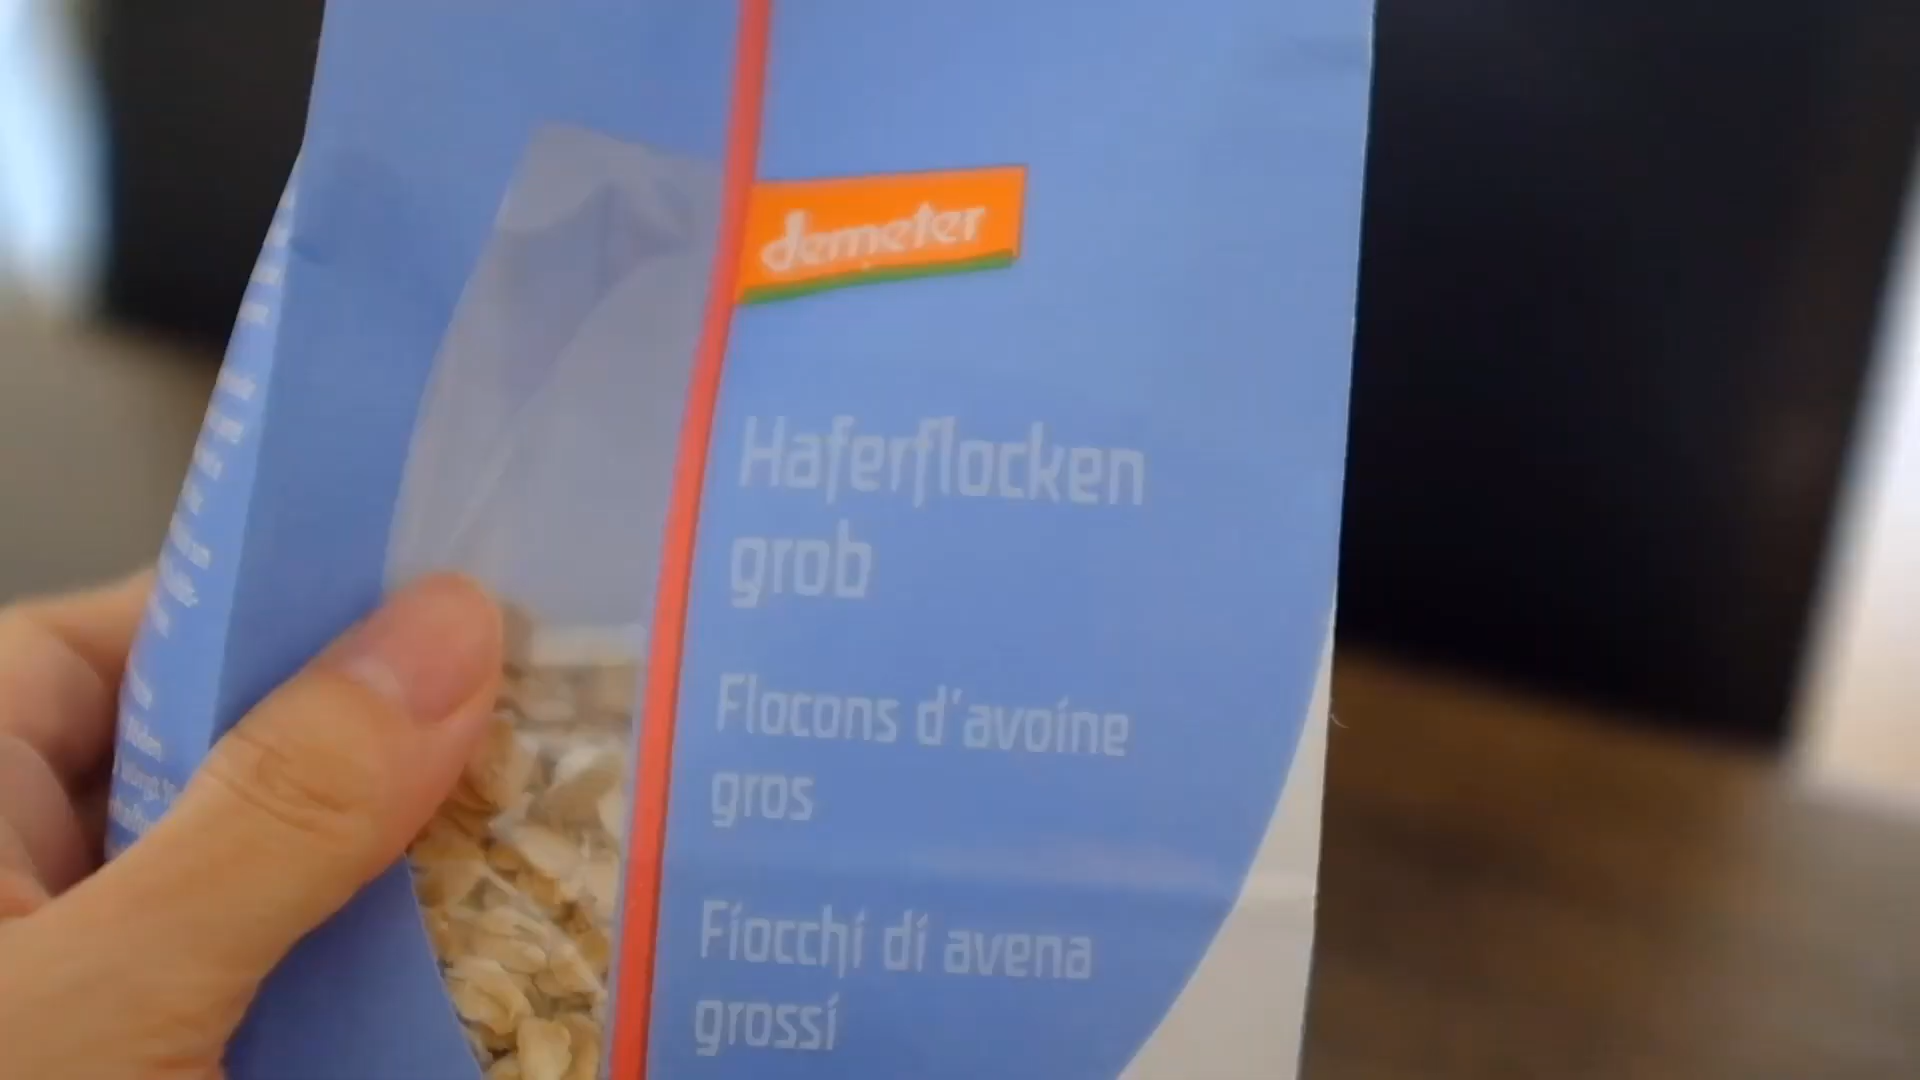 demeter
Haferflocken
grob
Flocons d'avoine
gros
Fiocchi di avena
grossi